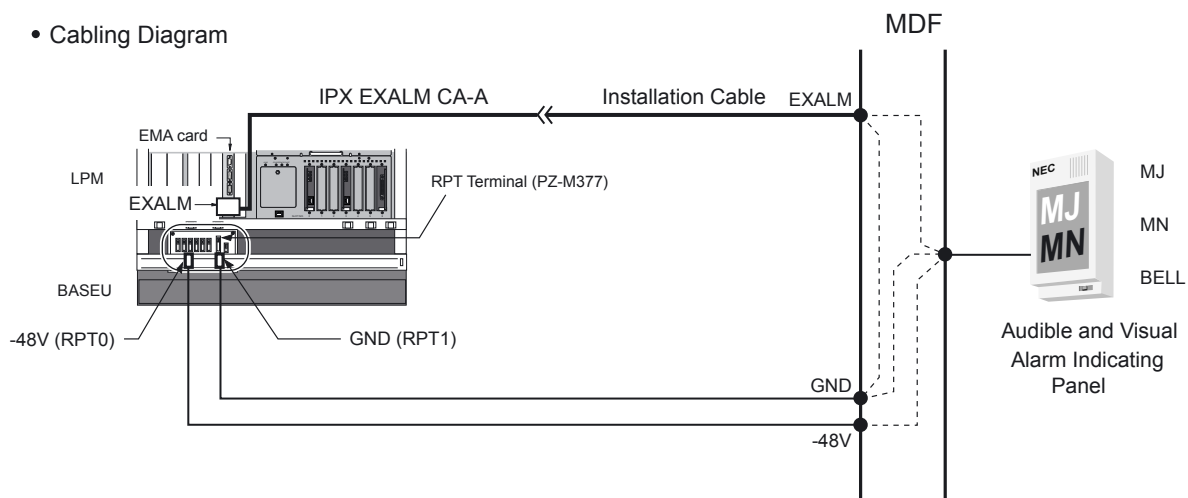 • Cabling Diagram
MDF
IPX EXALM CA-A
Installation Cable
EXALM
EMA card
LPM
EXALM
RPT Terminal (PZ-M377)
NEC
MJ
MN
MJ
MN
BELL
BASEU
-48V (RPT0)
GND (RPT1)
Audible and Visual
Alarm Indicating
Panel
GND
-48V